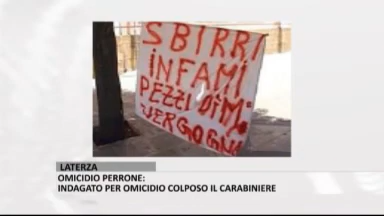 SBIRRI
INFAMI
PEZZI DI M.
VERGOGNA
LATERZA
OMICIDIO PERRONE:
INDAGATO PER OMICIDIO COLPOSO IL CARABINIERE